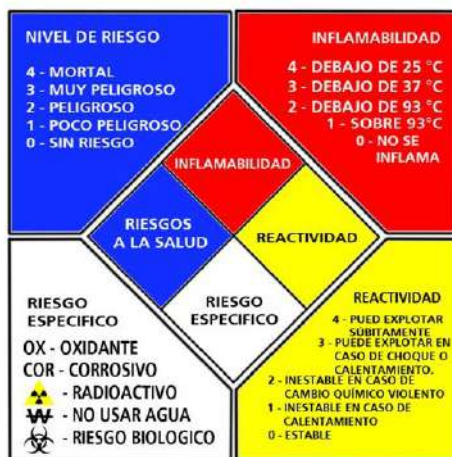 NIVEL DE RIESGO
4 - MORTAL
3 - MUY PELIGROSO
2 - PELIGROSO
1 - POCO PELIGROSO
0 - SIN RIESGO
INFLAMABILIDAD
4 - DEBAJO DE 25 °C
3 - DEBAJO DE 37 °C
2 - DEBAJO DE 93 °C
1 - SOBRE 93°C
0 - NO SE
INFLAMA
INFLAMABILIDAD
RIESGOS
A LA SALUD
REACTIVIDAD
RIESGO
ESPECIFICO
RIESGO
ESPECIFICO
OX - OXIDANTE
COR - CORROSIVO
- RADIOACTIVO
W - NO USAR AGUA
- RIESGO BIOLOGICO
REACTIVIDAD
4 - PUED EXPLOTAR
SÚBITAMENTE
3 - PUEDE EXPLOTAR EN
CASO DE CHOQUE O
CALENTAMIENTO.
2 - INESTABLE EN CASO DE
CAMBIO QUÍMICO VIOLENTO
1 - INESTABLE EN CASO DE
CALENTAMIENTO
0 - ESTABLE